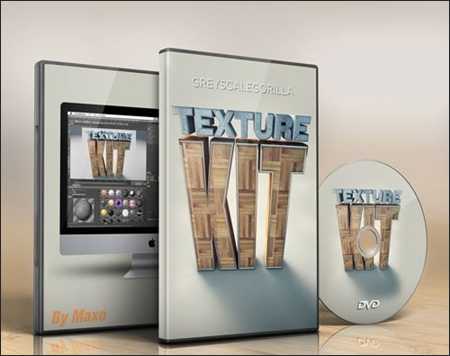 GREYSCALEGORILLA
TEXTURE
KIT
TEXTURE
KIT
By Maxo
TEXTURE
KIT
DVD